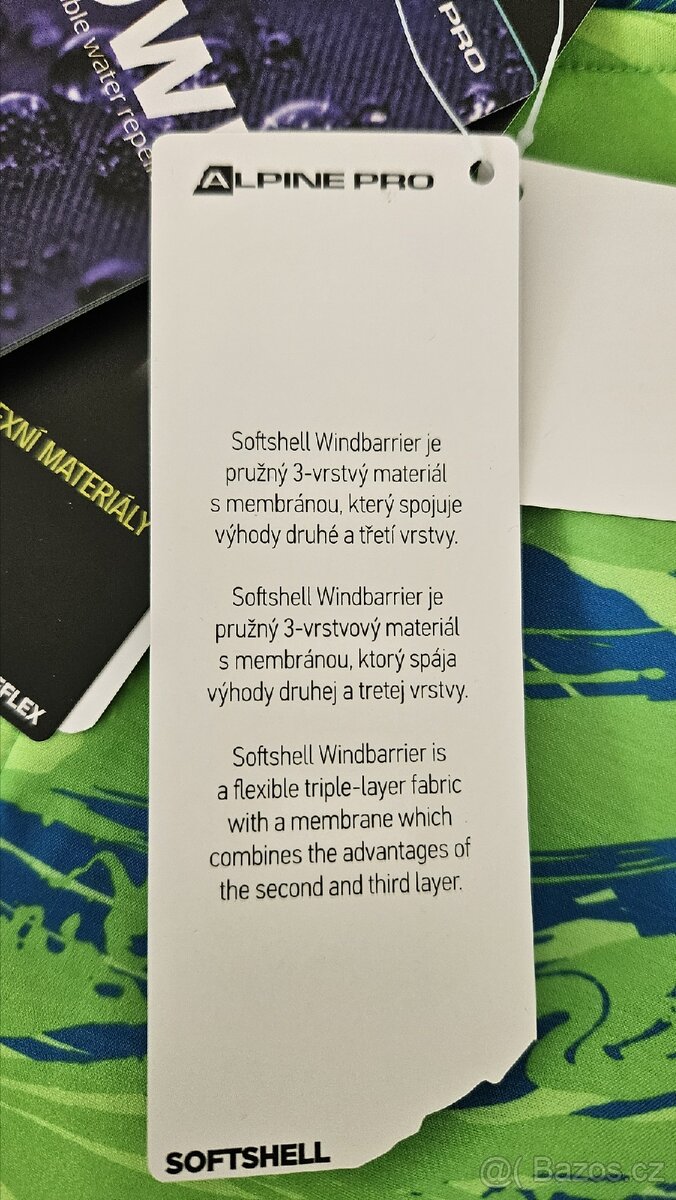 PRO
W
water
ALPINE PRO
Softshell Windbarrier je
pružný 3-vrstvý materiál
s membránou, který spojuje
výhody druhé a třetí vrstvy.
Softshell Windbarrier je
pružný 3-vrstvový materiál
s membránou, ktorý spája
výhody druhej a tretej vrstvy.
Softshell Windbarrier is
a flexible triple-layer fabric
with a membrane which
combines the advantages of
the second and third layer.
SOFTSHELL
MATERIÁLY
FLEX
@( Bazos.cz